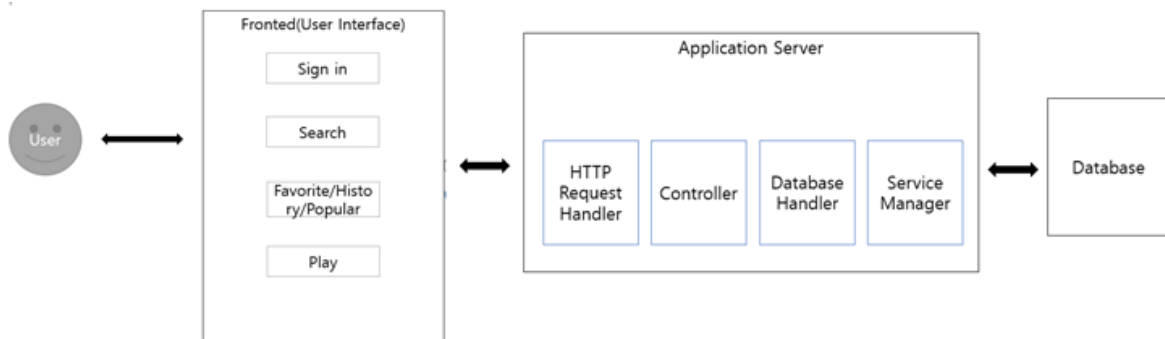 User
Fronted(User Interface)
Sign in
Search
Favorite/Histo
ry/Popular
Play
Application Server
HTTP
Request
Handler
Controller
Database
Handler
Service
Manager
Database